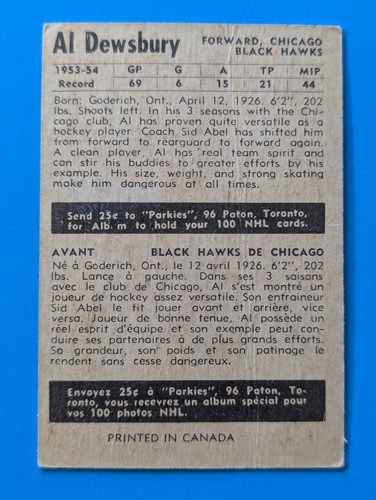 Al Dewsbury FORWARD, CHICAGO
BLACK HAWKS
1953-54 GP G A TP MIP
Record 69 6 15 21 44
Born: Goderich, Ont., April 12, 1926. 6'2", 202
lbs. Shoots left. In his 3 seasons with the Chi-
cago club, Al has proven quite versatile as a
hockey player. Coach Sid Abel has shifted him
from forward to rearguard to forward again.
A clean player, Al has real team spirit and
can stir his buddies to greater efforts by his
example. His size, weight, and strong skating
make him dangerous at all times.
Send 25¢ to "Parkies", 96 Paton, Toronto,
for Alb m to hold your 100 NHL cards.
AVANT BLACK HAWKS DE CHICAGO
Né à Goderich, Ont., le 12 avril 1926. 6'2", 202
lbs. Lance à gauche. Dans ses 3 saisons
avec le club de Chicago, Al s'est montré un
joueur de hockey assez versatile. Son entraineur
Sid Abel le fit jouer avant et arrière, vice
versa, Joueur de bonne tenue, Al possède un
réel esprit d'équipe et son exemple peut con-
duire ses partenaires à de plus grands efforts.
Sa grandeur, son poids et son patinage le
rendent sans cesse dangereux.
Envoyez 25¢ à "Parkies", 96 Paton, To-
ronto, vous recevrez un album spécial pour
vos 100 photos NHL.
PRINTED IN CANADA